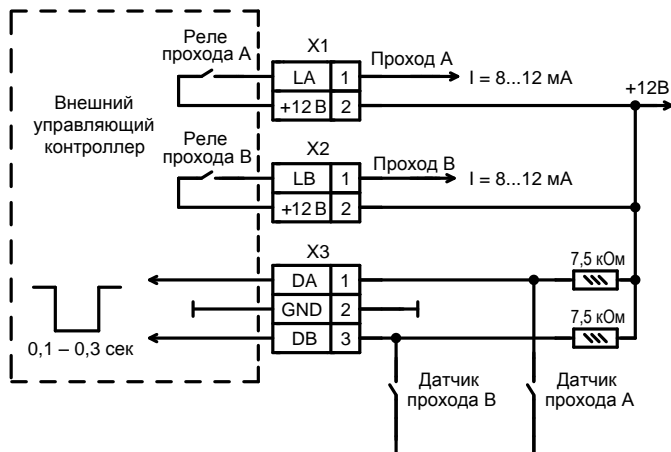 Реле
прохода А
X1
Проход А
LA 1
I = 8...12 мА
+12 В 2
+12В
Внешний
управляющий
контроллер
Реле
прохода В
X2
Проход В
LB 1
I = 8...12 мА
+12 В 2
X3
7,5 кОм
DA 1
GND 2
7,5 кОм
DB 3
0,1 – 0,3 сек
Датчик
прохода В
Датчик
прохода А